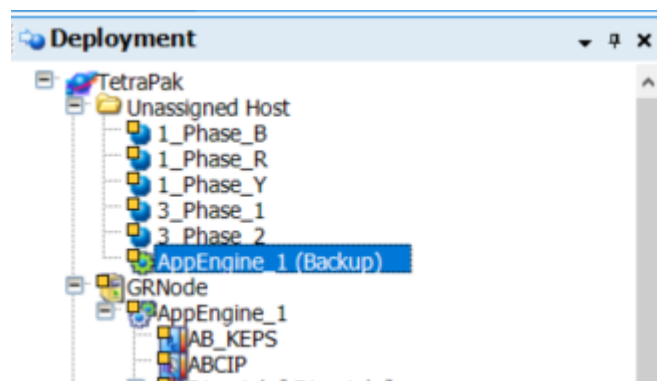 Deployment
TetraPak
Unassigned Host
1_Phase_B
1_Phase_R
1_Phase_Y
3_Phase_1
3_Phase_2
AppEngine_1 (Backup)
GRNode
AppEngine_1
AB_KEPS
ABCIP